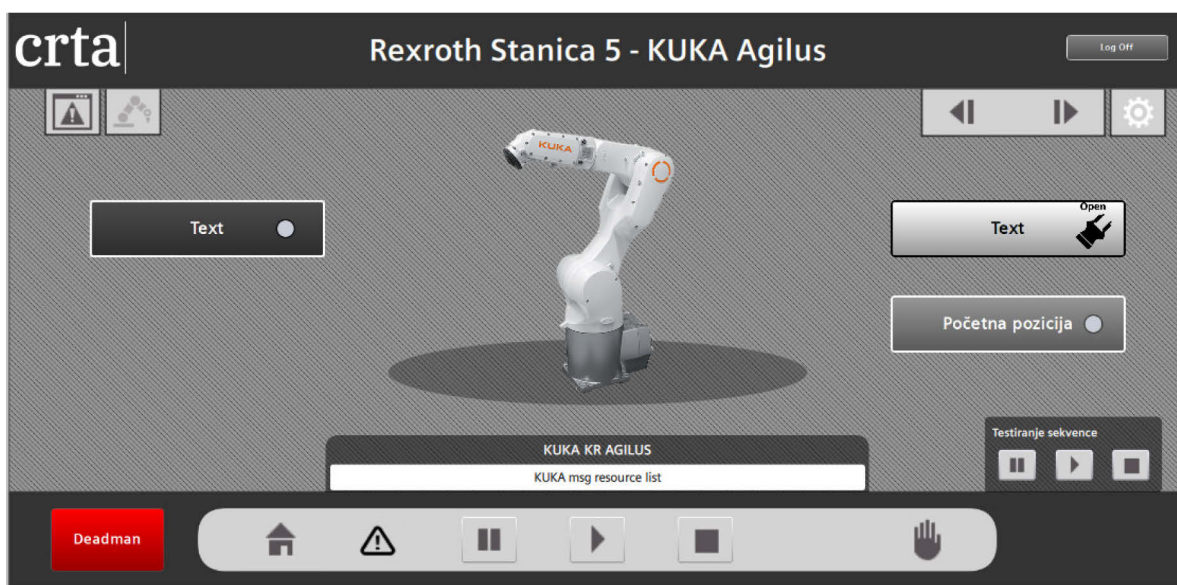 crta
Rexroth Stanica 5 - KUKA Agilus
Log Off
KUKA
Text
Open
Text
Početna pozicija
Testiranje sekvence
KUKA KR AGILUS
KUKA msg resource list
Deadman